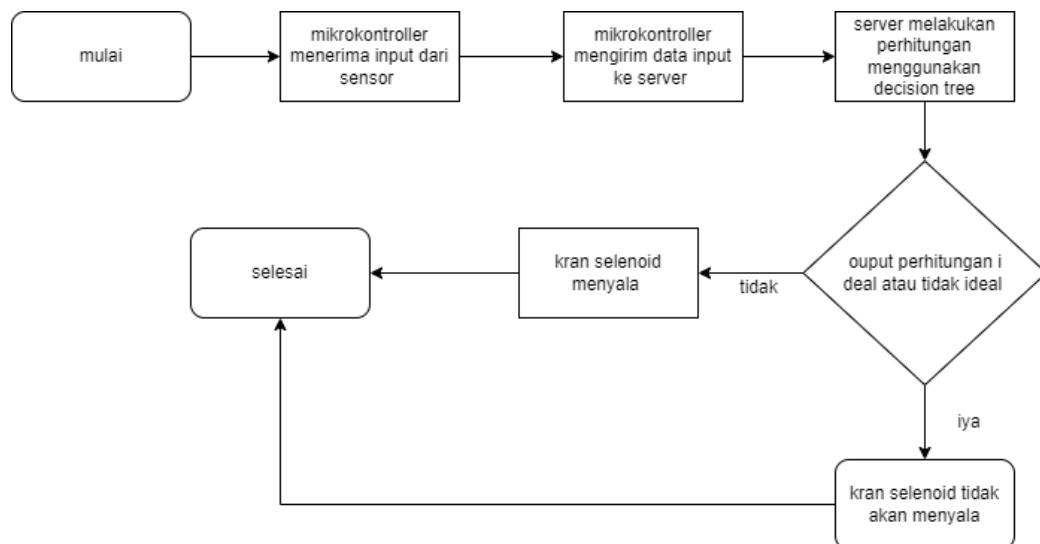 mulai
mikrokontroller
menerima input dari
sensor
mikrokontroller
mengirim data input
ke server
server melakukan
perhitungan
menggunakan
decision tree
ouput perhitungan i
deal atau tidak ideal
tidak
kran selenoid
menyala
selesai
iya
kran selenoid tidak
akan menyala